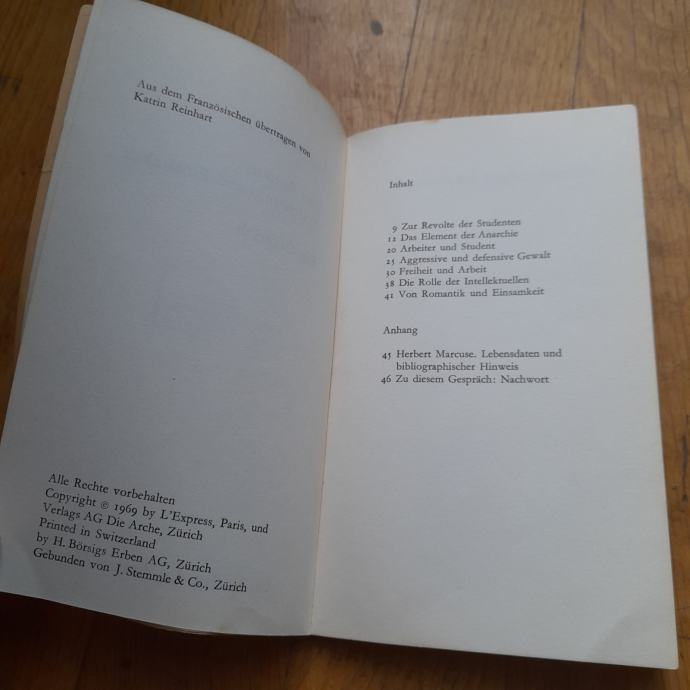 Aus dem Französischen übertragen von
Katrin Reinhart
Alle Rechte vorbehalten
Copyright © 1969 by L'Express, Paris, und
Verlags AG Die Arche, Zürich
Printed in Switzerland
by H. Börsigs Erben AG, Zürich
Gebunden von J. Stemmle & Co., Zürich
Inhalt
9 Zur Revolte der Studenten
12 Das Element der Anarchie
20 Arbeiter und Student
25 Aggressive und defensive Gewalt
30 Freiheit und Arbeit
38 Die Rolle der Intellektuellen
41 Von Romantik und Einsamkeit
Anhang
45 Herbert Marcuse. Lebensdaten und
bibliographischer Hinweis
46 Zu diesem Gespräch: Nachwort